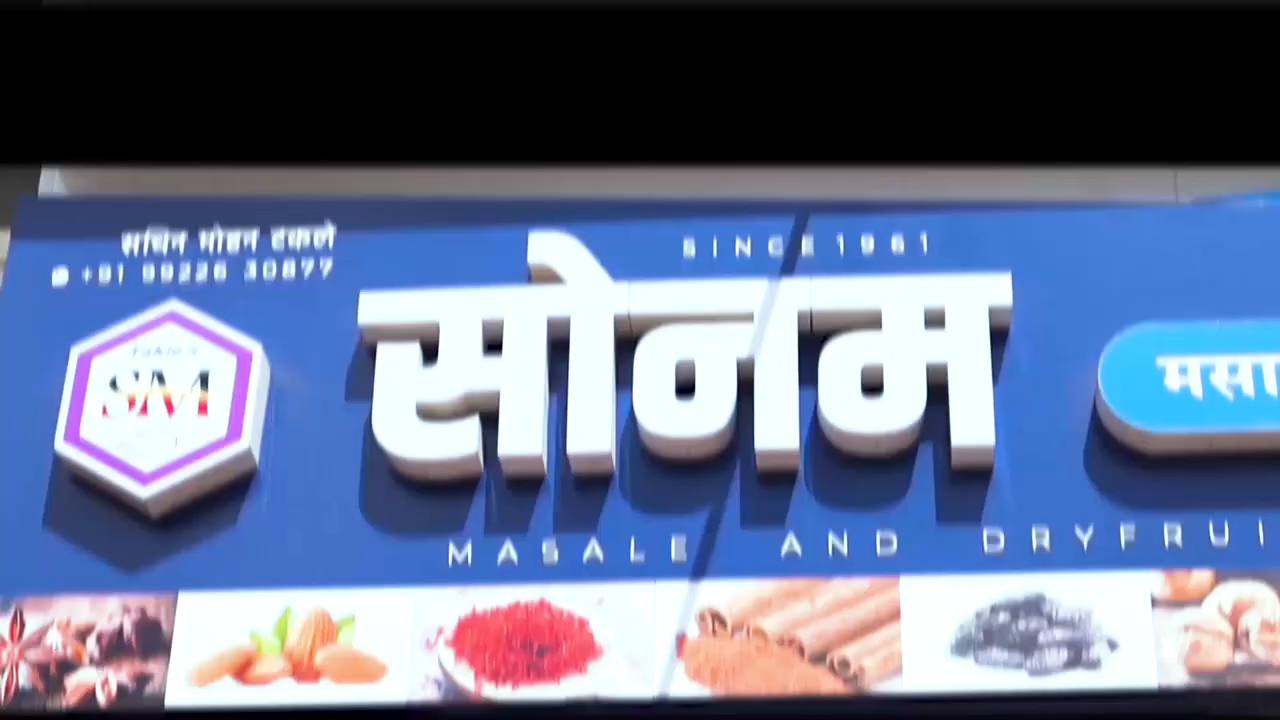 सचिन मोहन टकले
+91 99226 30877
SINCE 1961
SM
सोनम
मसा
MASALE AND DRYFRUI